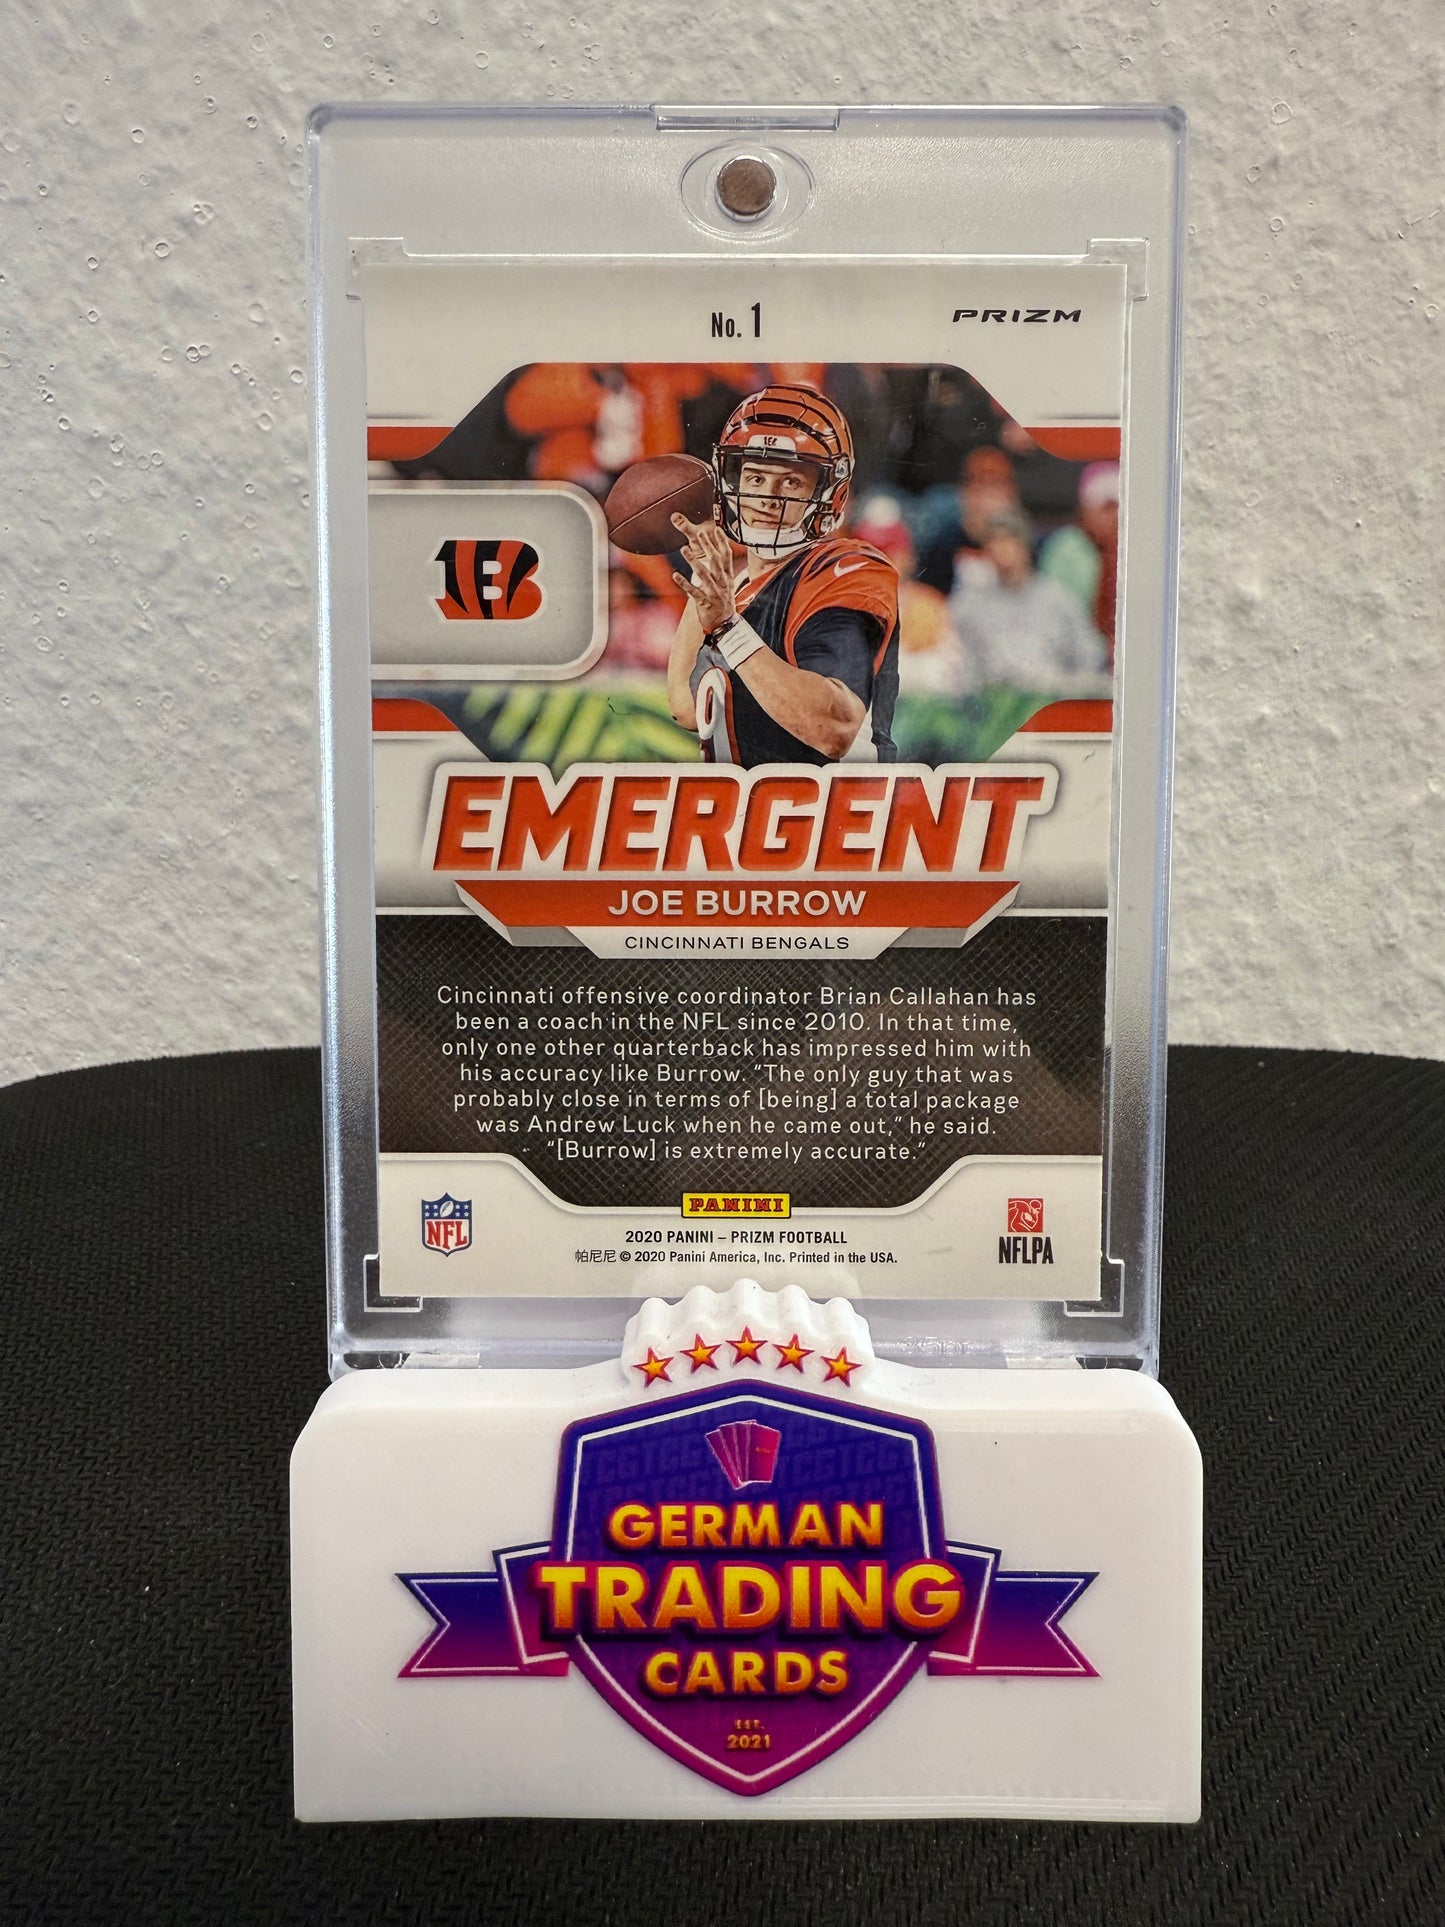 No. 1
PRIZM
EMERGENT
JOE BURROW
CINCINNATI BENGALS
Cincinnati offensive coordinator Brian Callahan has
been a coach in the NFL since 2010. In that time,
only one other quarterback has impressed him with
his accuracy like Burrow. "The only guy that was
probably close in terms of [being] a total package
was Andrew Luck when he came out," he said.
"[Burrow] is extremely accurate."
PANINI
NFL
2020 PANINI – PRIZM FOOTBALL
帕尼尼 © 2020 Panini America, Inc. Printed in the USA.
NFLPA
GERMAN
TRADING
CARDS
EST.
2021